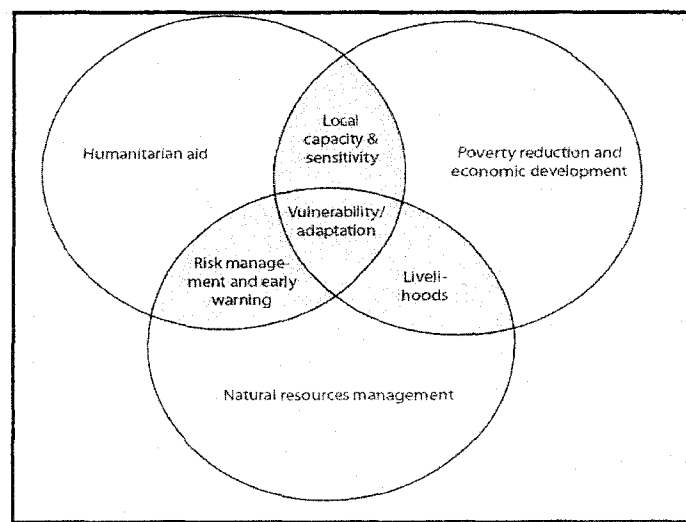 Local
capacity &
sensitivity
Humanitarian aid
Poverty reduction and
economic development
Vulnerability/
adaptation
Risk manage-
ment and early
warning
Liveli-
hoods
Natural resources management